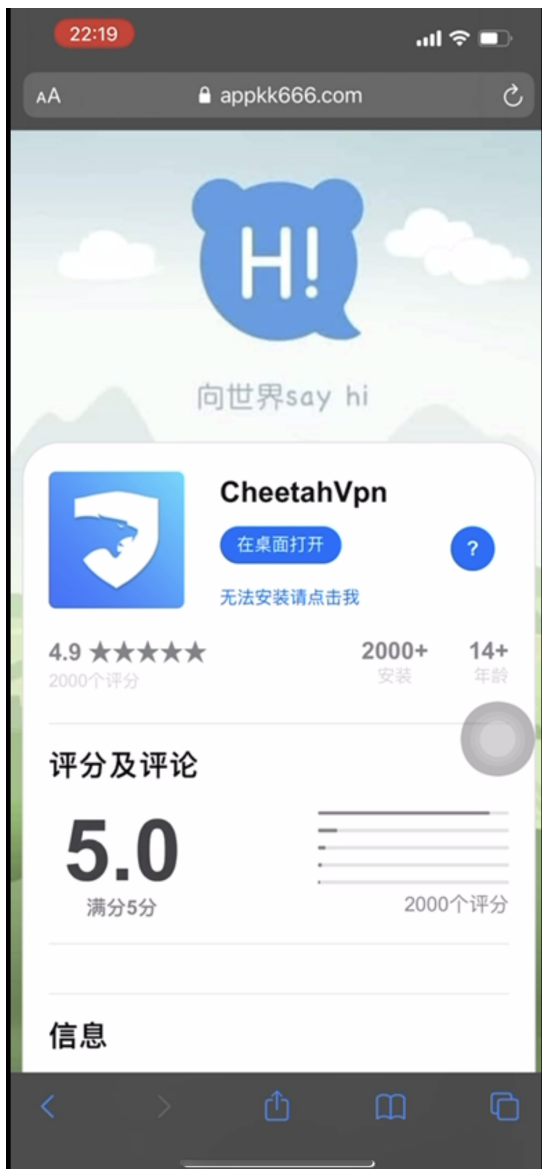 22:19
AA
appkk666.com
H!
向世界say hi
CheetahVpn
在桌面打开
?
无法安装请点击我
4.9 ★★★★★
2000+
14+
2000个评分
安装
年龄
评分及评论
5.0
满分5分
2000个评分
信息